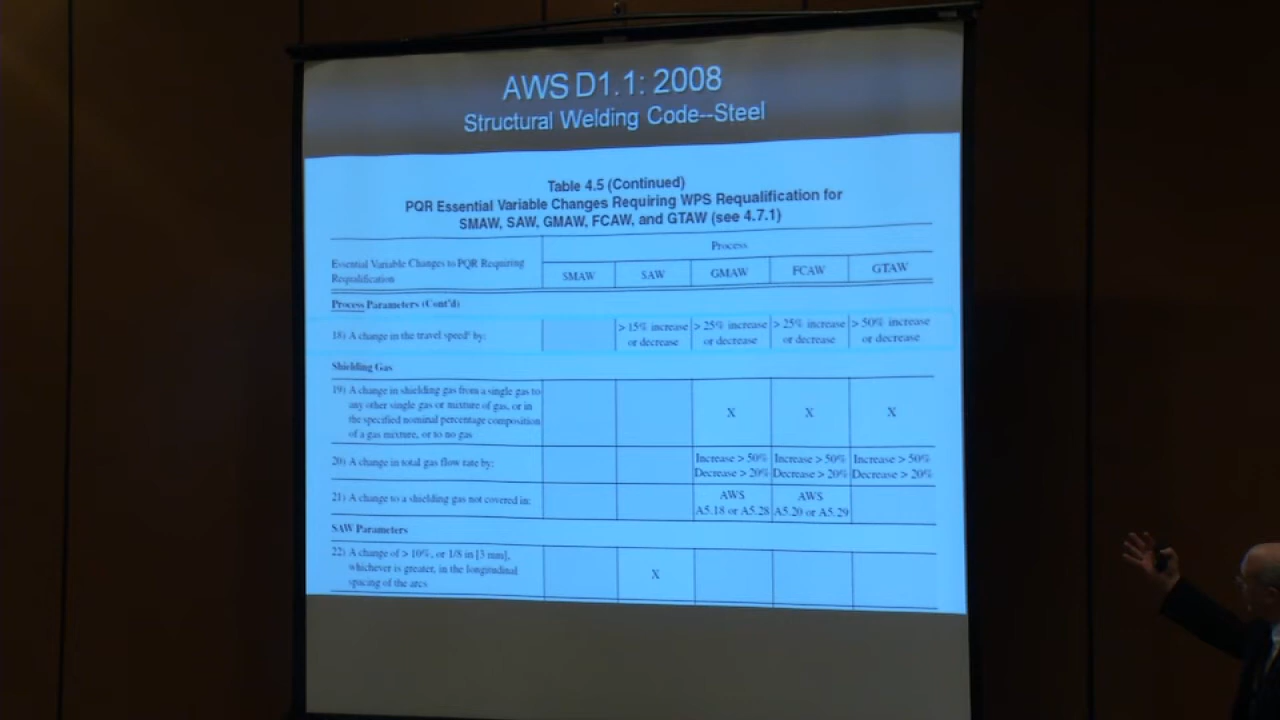 AWS D1.1: 2008
Structural Welding Code--Steel
Table 4.5 (Continued)
PQR Essential Variable Changes Requiring WPS Requalification for
SMAW, SAW, GMAW, FCAW, and GTAW (see 4.7.1)
Process
Essential Variable Changes to PQR Requiring
Requalification
SMAW SAW GMAW FCAW GTAW
Process Parameters (Cont'd)
18) A change in the travel speed by:
> 15% increase > 25% increase > 25% increase > 50% increase
or decrease or decrease or decrease or decrease
Shielding Gas
19) A change in shielding gas from a single gas to
any other single gas or mixture of gas, or in
the specified nominal percentage composition
of a gas mixture, or to no gas
X X X
20) A change in total gas flow rate by:
Increase > 50% Increase > 50% Increase > 50%
Decrease > 20% Decrease > 20% Decrease > 20%
21) A change to a shielding gas not covered in:
AWS AWS
A5.18 or A5.28 A5.20 or A5.29
SAW Parameters
22) A change of > 10%, or 1/8 in [3 mm],
whichever is greater, in the longitudinal
spacing of the arcs
X